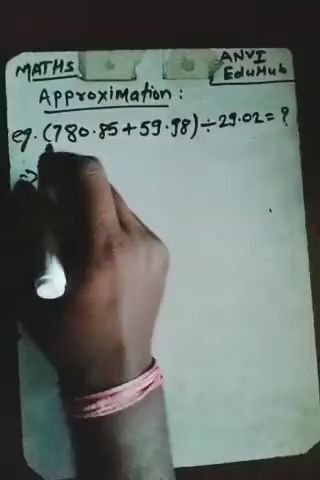 MATHS
ANVI
EduHub
Approximation :
eg. (780.85+59.98)÷29.02=?
⇒